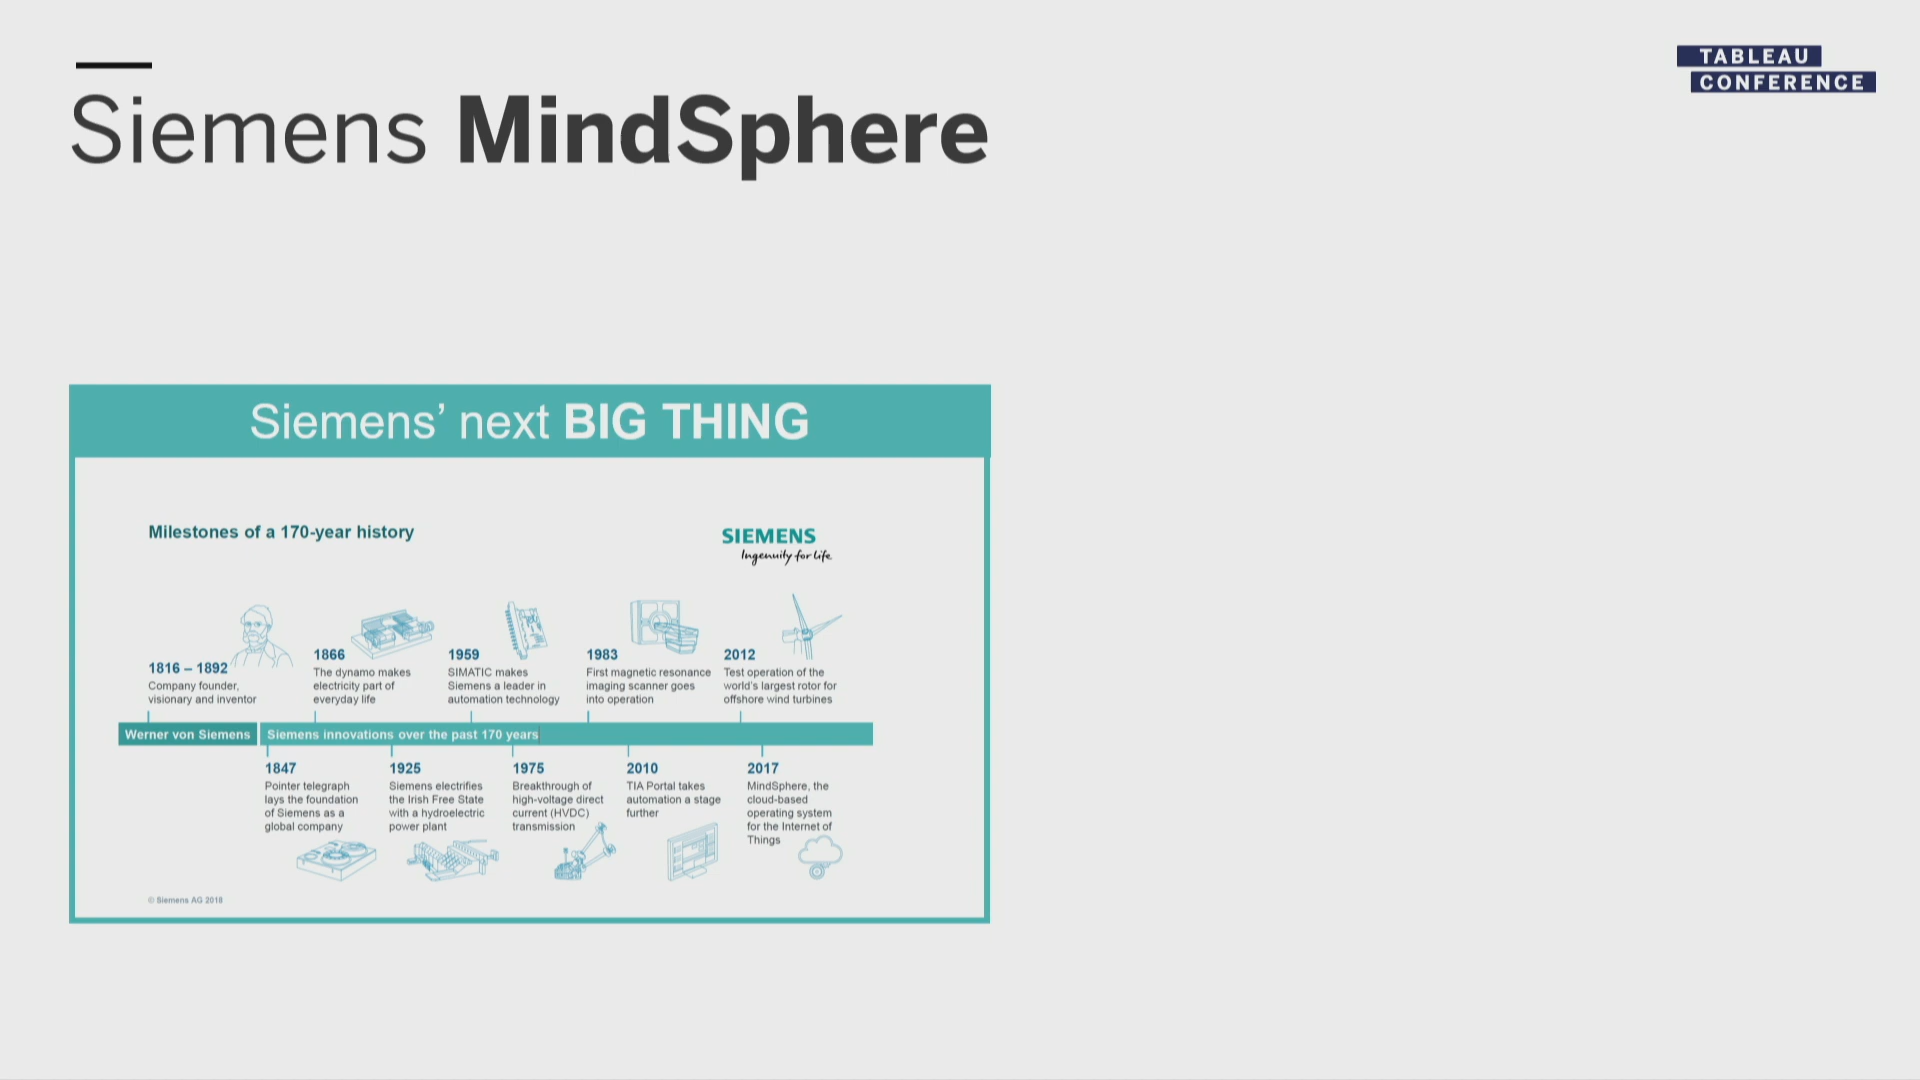 TABLEAU
CONFERENCE
Siemens MindSphere
Siemens’ next BIG THING
Milestones of a 170-year history
SIEMENS
Ingenuity for life
1816 – 1892
Company founder,
visionary and inventor
1866
The dynamo makes
electricity part of
everyday life
1959
SIMATIC makes
Siemens a leader in
automation technology
1983
First magnetic resonance
imaging scanner goes
into operation
2012
Test operation of the
world's largest rotor for
offshore wind turbines
Werner von Siemens
Siemens innovations over the past 170 years
1847
Pointer telegraph
lays the foundation
of Siemens as a
global company
1925
Siemens electrifies
the Irish Free State
with a hydroelectric
power plant
1975
Breakthrough of
high-voltage direct
current (HVDC)
transmission
2010
TIA Portal takes
automation a stage
further
2017
MindSphere, the
cloud-based
operating system
for the Internet of
Things
© Siemens AG 2018